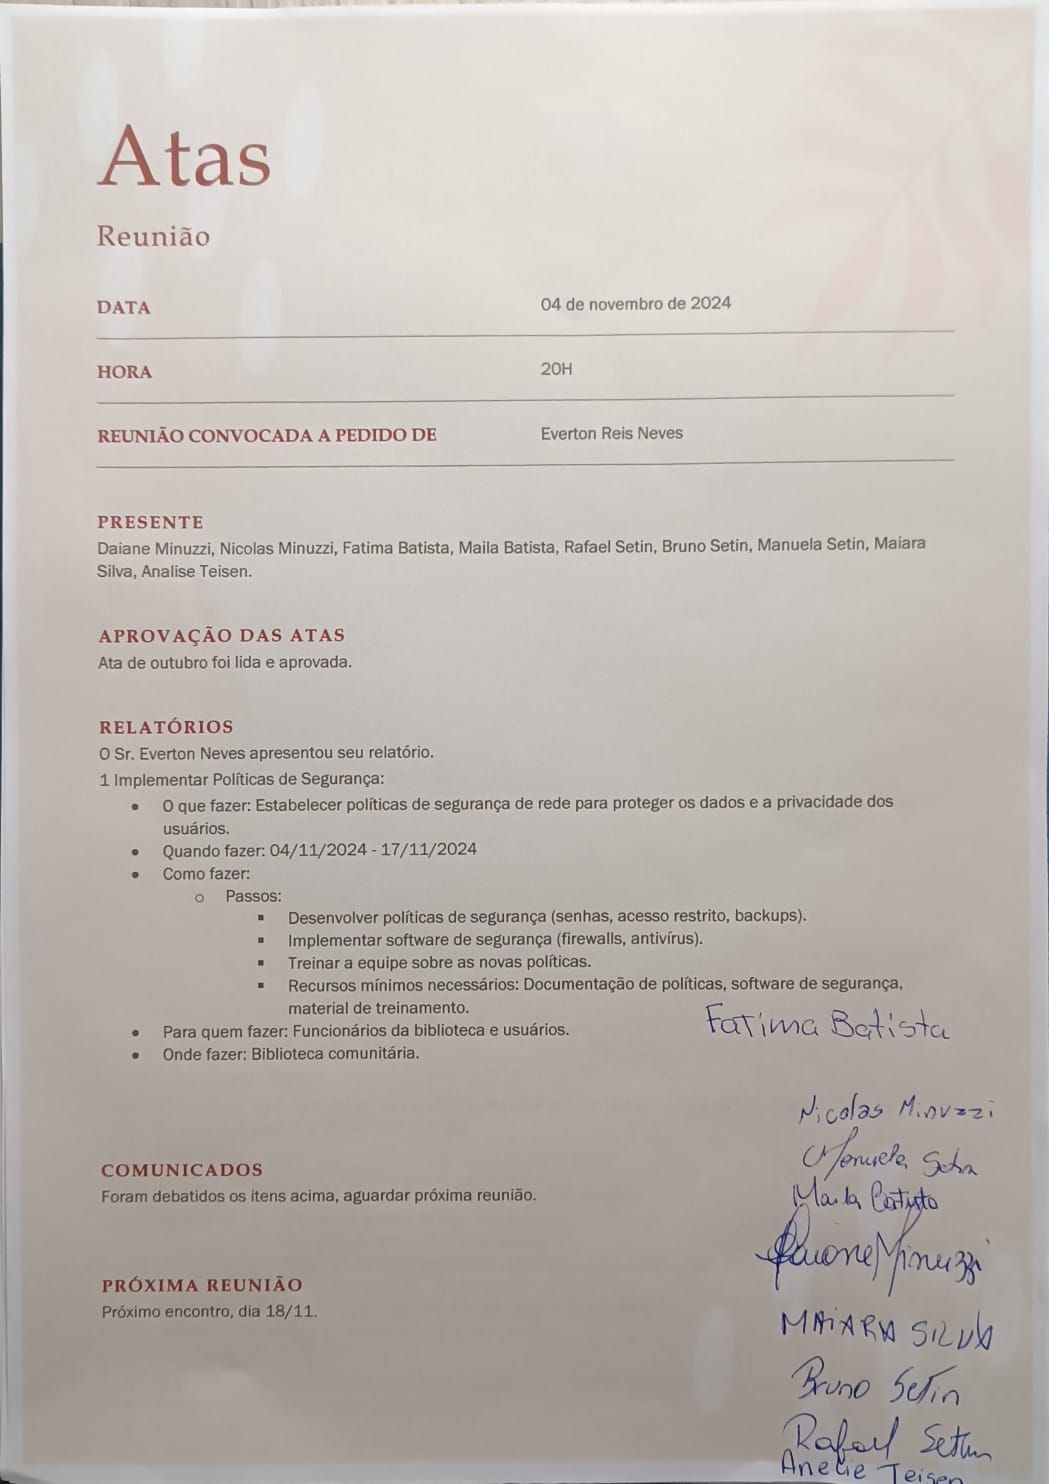 Atas
Reunião
DATA 04 de novembro de 2024
HORA 20H
REUNIÃO CONVOCADA A PEDIDO DE Everton Reis Neves
PRESENTE
Daiane Minuzzi, Nicolas Minuzzi, Fatima Batista, Maila Batista, Rafael Setin, Bruno Setin, Manuela Setin, Maiara
Silva, Analise Teisen.
APROVAÇÃO DAS ATAS
Ata de outubro foi lida e aprovada.
RELATÓRIOS
O Sr. Everton Neves apresentou seu relatório.
1 Implementar Políticas de Segurança:
• O que fazer: Estabelecer políticas de segurança de rede para proteger os dados e a privacidade dos
usuários.
• Quando fazer: 04/11/2024 - 17/11/2024
• Como fazer:
o Passos:
▪ Desenvolver políticas de segurança (senhas, acesso restrito, backups).
▪ Implementar software de segurança (firewalls, antivírus).
▪ Treinar a equipe sobre as novas políticas.
▪ Recursos mínimos necessários: Documentação de políticas, software de segurança,
material de treinamento.
• Para quem fazer: Funcionários da biblioteca e usuários.
• Onde fazer: Biblioteca comunitária.
Fatima Batista
Nicolas Minuzzi
Manuela Setin
COMUNICADOS
Foram debatidos os itens acima, aguardar próxima reunião.
Maila Batista
Daiane Minuzzi
PRÓXIMA REUNIÃO
Próximo encontro, dia 18/11.
MAIARA SILVA
Bruno Setin
Rafael Setin
Teisen